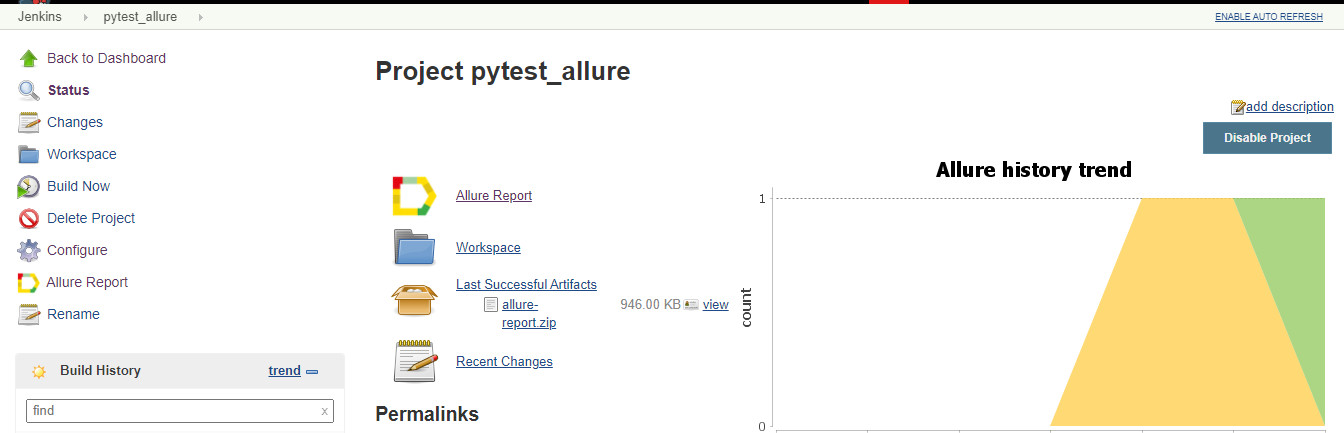 Jenkins
pytest_allure
ENABLE AUTO REFRESH
Back to Dashboard
Status
Changes
Workspace
Build Now
Delete Project
Configure
Allure Report
Rename
Build History
trend
find
x
Project pytest_allure
add description
Disable Project
Allure Report
Workspace
Last Successful Artifacts
allure-
report.zip
946.00 KB
view
Recent Changes
Permalinks
Allure history trend
1
count
0